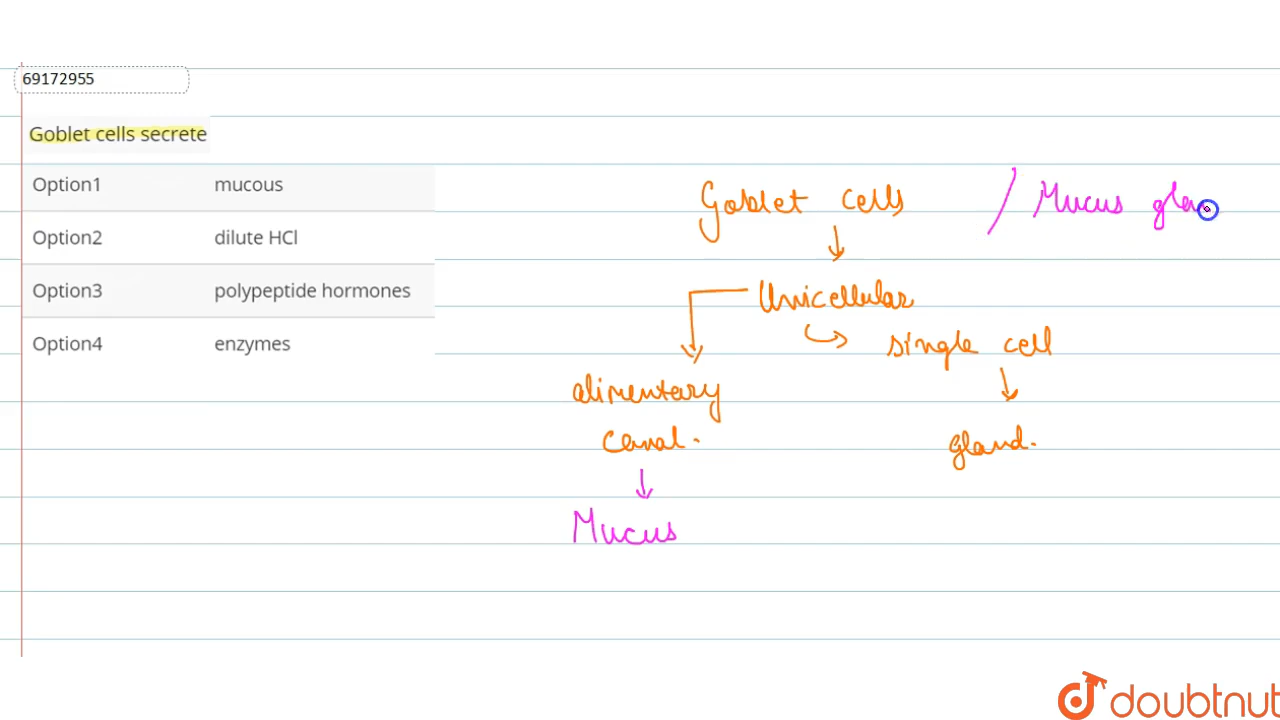 69172955
Goblet cells secrete
Option1 mucous
Option2 dilute HCl
Option3 polypeptide hormones
Option4 enzymes
Goblet cells / Mucus gla
Unicellular
single cell
alimentary
canal.
gland.
Mucus
doubtnut